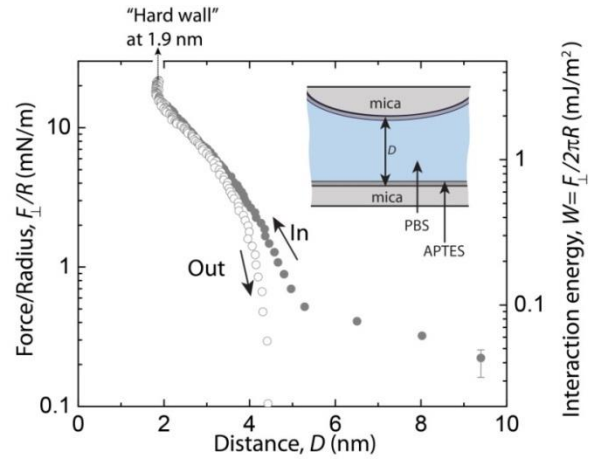 "Hard wall"
at 1.9 nm
Force/Radius, F⊥/R (mN/m)
10
1
0.1
0
2
4
6
8
10
Distance, D (nm)
Interaction energy, W= F⊥/2πR (mJ/m²)
1
0.1
In
Out
mica
D
mica
PBS
APTES